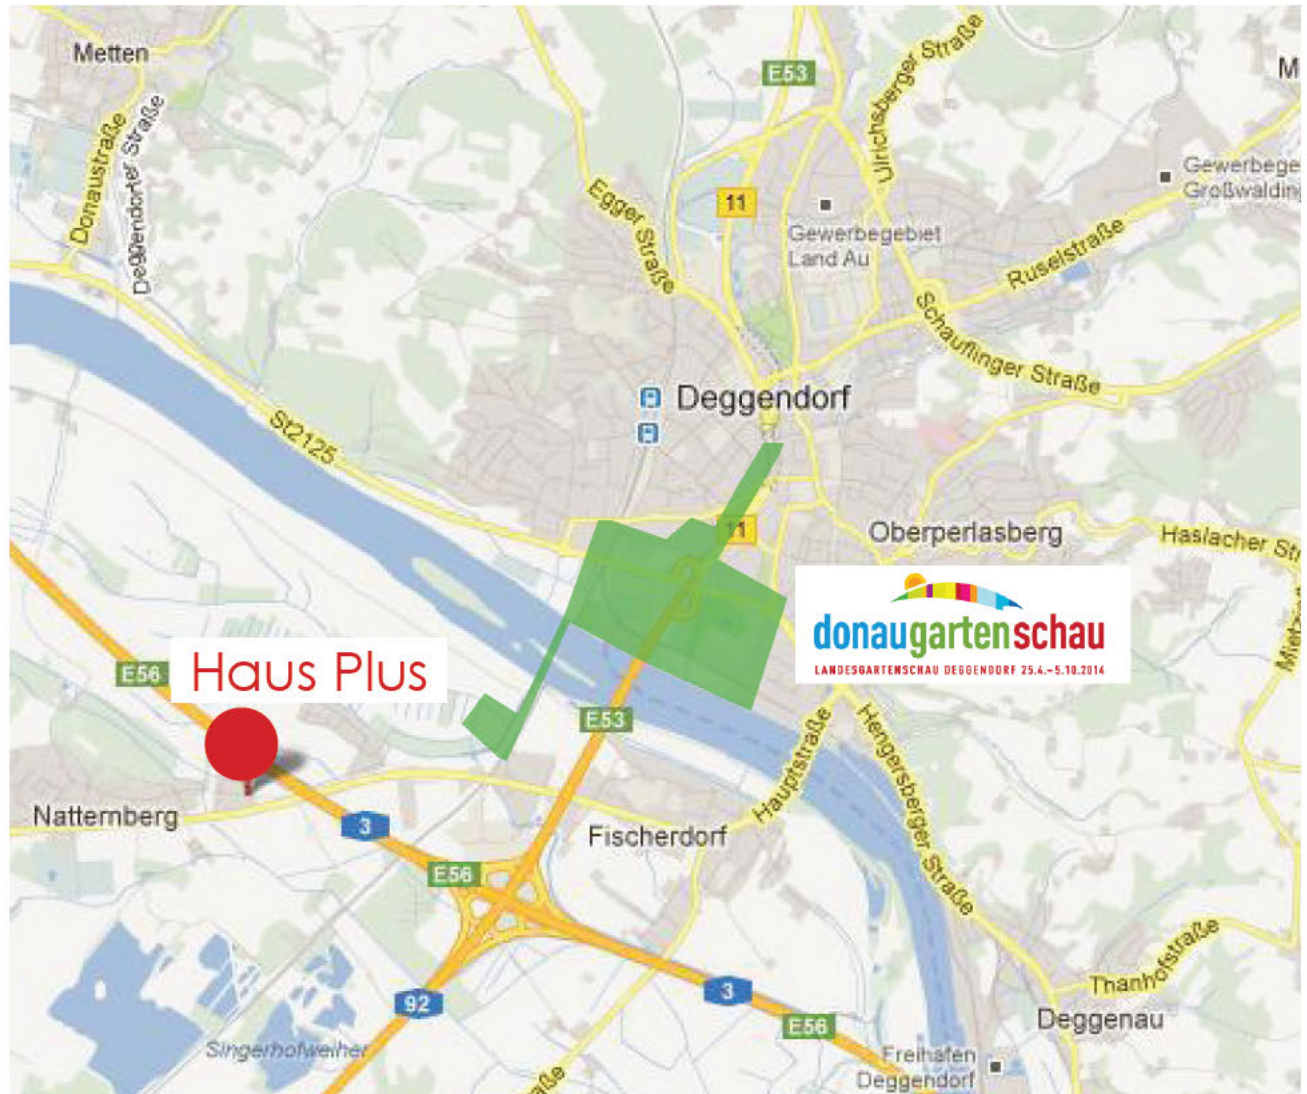 Metten
E53
M
Ulrichsberger Straße
Donaustraße
Deggendorfer Straße
Gewerbege
Großwalding
Egger Straße
11
Gewerbegebiet
Land Au
Ruselstraße
Schauflinger Straße
Deggendorf
St2125
11
Oberperlasberg
Haslacher Str
donaugartenschau
LANDESGARTENSCHAU DEGGENDORF 25.4.–5.10.2014
E56
Haus Plus
E53
Hauptstraße
Hengersberger Straße
Natternberg
3
Fischerdorf
E56
92
3
Thanhofstraße
E56
Deggenau
Singerhofweiher
Freihafen
Deggendorf
raße